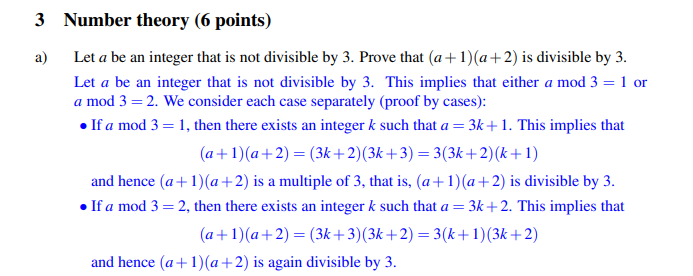 3 Number theory (6 points)
a) Let a be an integer that is not divisible by 3. Prove that (a+1)(a+2) is divisible by 3.
Let a be an integer that is not divisible by 3. This implies that either a mod 3 = 1 or
a mod 3 = 2. We consider each case separately (proof by cases):
• If a mod 3 = 1, then there exists an integer k such that a = 3k+1. This implies that
(a+1)(a+2) = (3k+2)(3k+3) = 3(3k+2)(k+1)
and hence (a+1)(a+2) is a multiple of 3, that is, (a+1)(a+2) is divisible by 3.
• If a mod 3 = 2, then there exists an integer k such that a = 3k+2. This implies that
(a+1)(a+2) = (3k+3)(3k+2) = 3(k+1)(3k+2)
and hence (a+1)(a+2) is again divisible by 3.